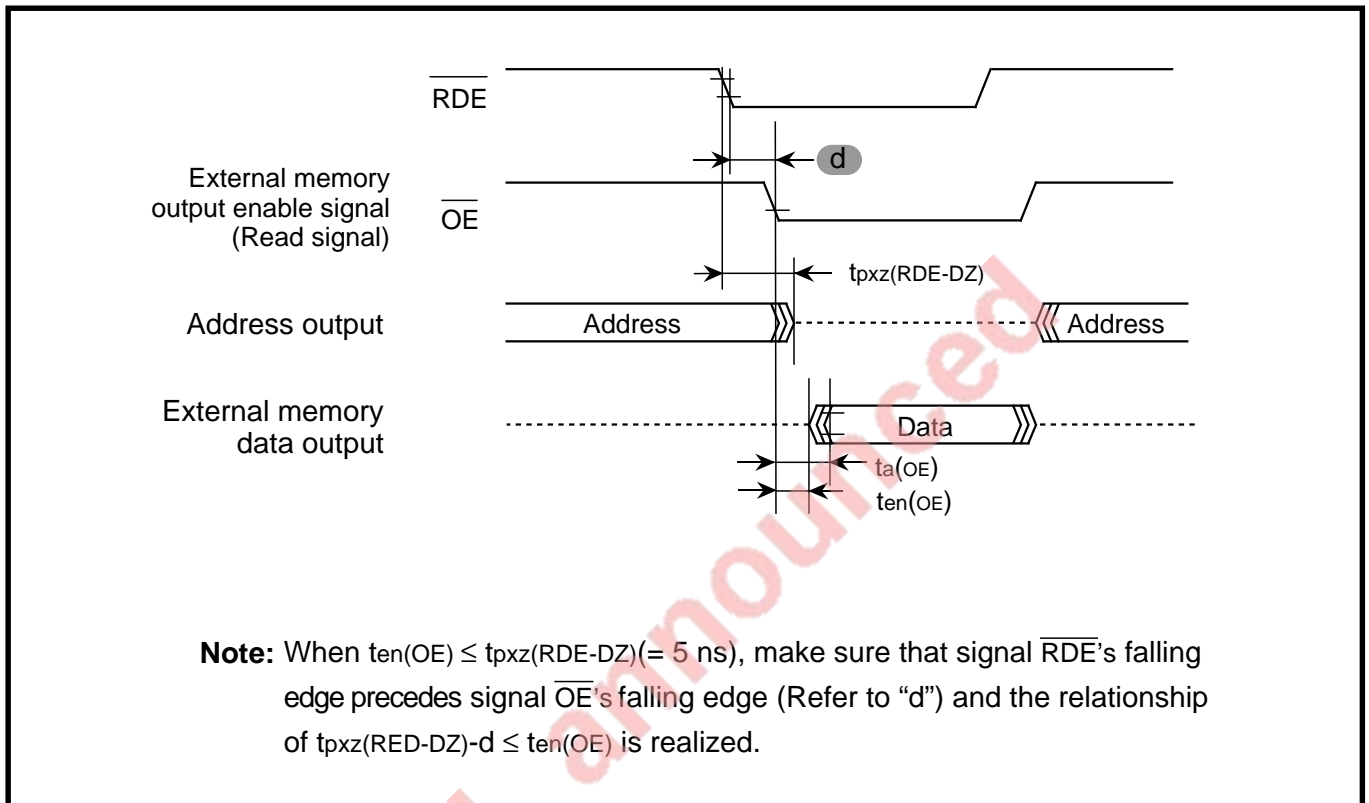 RDE
d
External memory
output enable signal
(Read signal)
OE
tpxz(RDE-DZ)
Address output
Address
Address
External memory
data output
Data
ta(OE)
ten(OE)
announced
Note: When ten(OE) ≤ tpxz(RDE-DZ)(= 5 ns), make sure that signal RDE's falling
edge precedes signal OE's falling edge (Refer to “d”) and the relationship
of tpxz(RED-DZ)-d ≤ ten(OE) is realized.